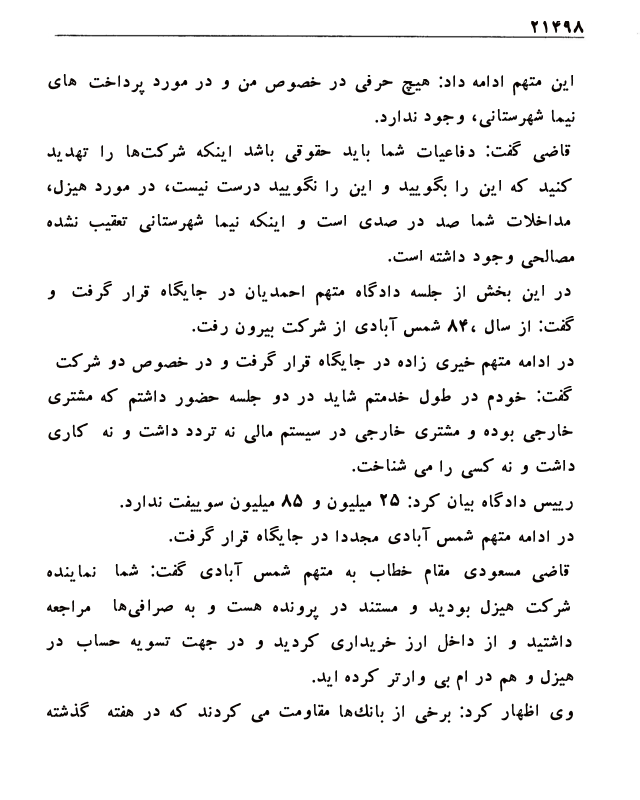 ۲۱۴۹۸
این متهم ادامه داد: هیچ حرفی در خصوص من و در مورد پرداخت های
نیما شهرستانی، وجود ندارد.
قاضی گفت: دفاعیات شما باید حقوقی باشد اینکه شرکت‌ها را تهدید
کنید که این را بگویید و این را نگویید درست نیست، در مورد هیزل،
مداخلات شما صد در صدی است و اینکه نیما شهرستانی تعقیب نشده
مصالحی وجود داشته است.
در این بخش از جلسه دادگاه متهم احمدیان در جایگاه قرار گرفت و
گفت: از سال ۸۴، شمس آبادی از شرکت بیرون رفت.
در ادامه متهم خیری زاده در جایگاه قرار گرفت و در خصوص دو شرکت
گفت: خودم در طول خدمتم شاید در دو جلسه حضور داشتم که مشتری
خارجی بوده و مشتری خارجی در سیستم مالی نه تردد داشت و نه کاری
داشت و نه کسی را می شناخت.
رییس دادگاه بیان کرد: ۲۵ میلیون و ۸۵ میلیون سوییفت ندارد.
در ادامه متهم شمس آبادی مجددا در جایگاه قرار گرفت.
قاضی مسعودی مقام خطاب به متهم شمس آبادی گفت: شما نماینده
شرکت هیزل بودید و مستند در پرونده هست و به صرافی‌ها مراجعه
داشتید و از داخل ارز خریداری کردید و در جهت تسویه حساب در
هیزل و هم در ام بی وارتر کرده اید.
وی اظهار کرد: برخی از بانك‌ها مقاومت می کردند که در هفته گذشته